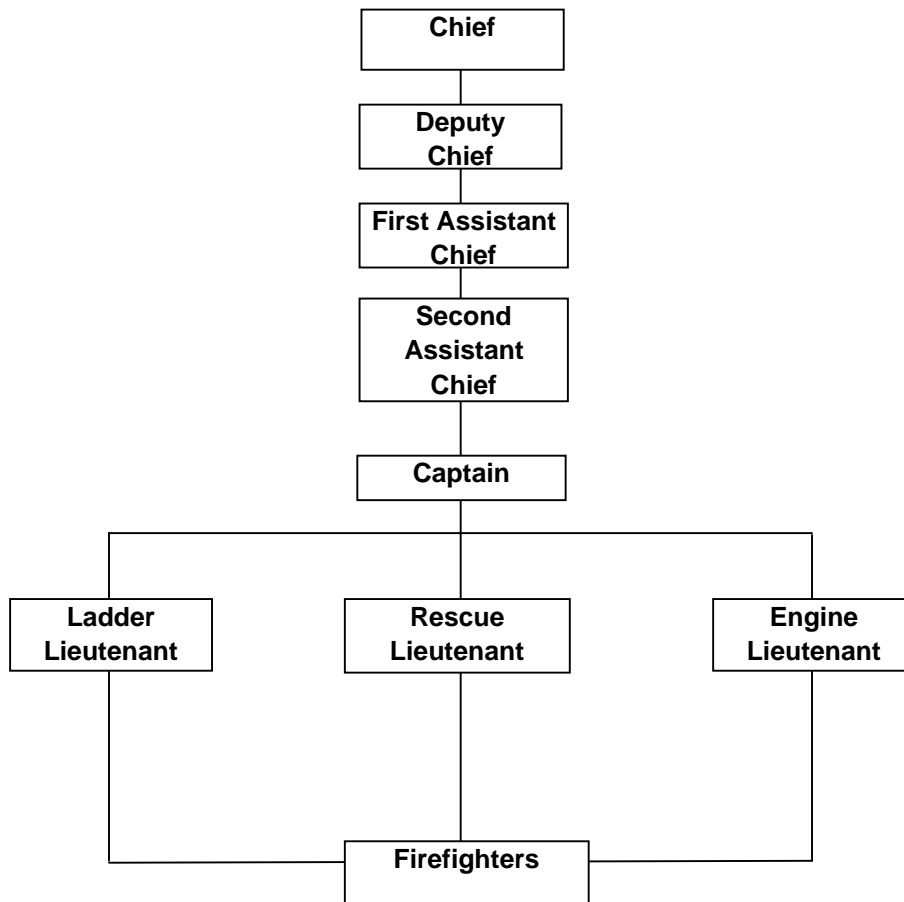 Chief
Deputy
Chief
First Assistant
Chief
Second
Assistant
Chief
Captain
Ladder
Lieutenant
Rescue
Lieutenant
Engine
Lieutenant
Firefighters